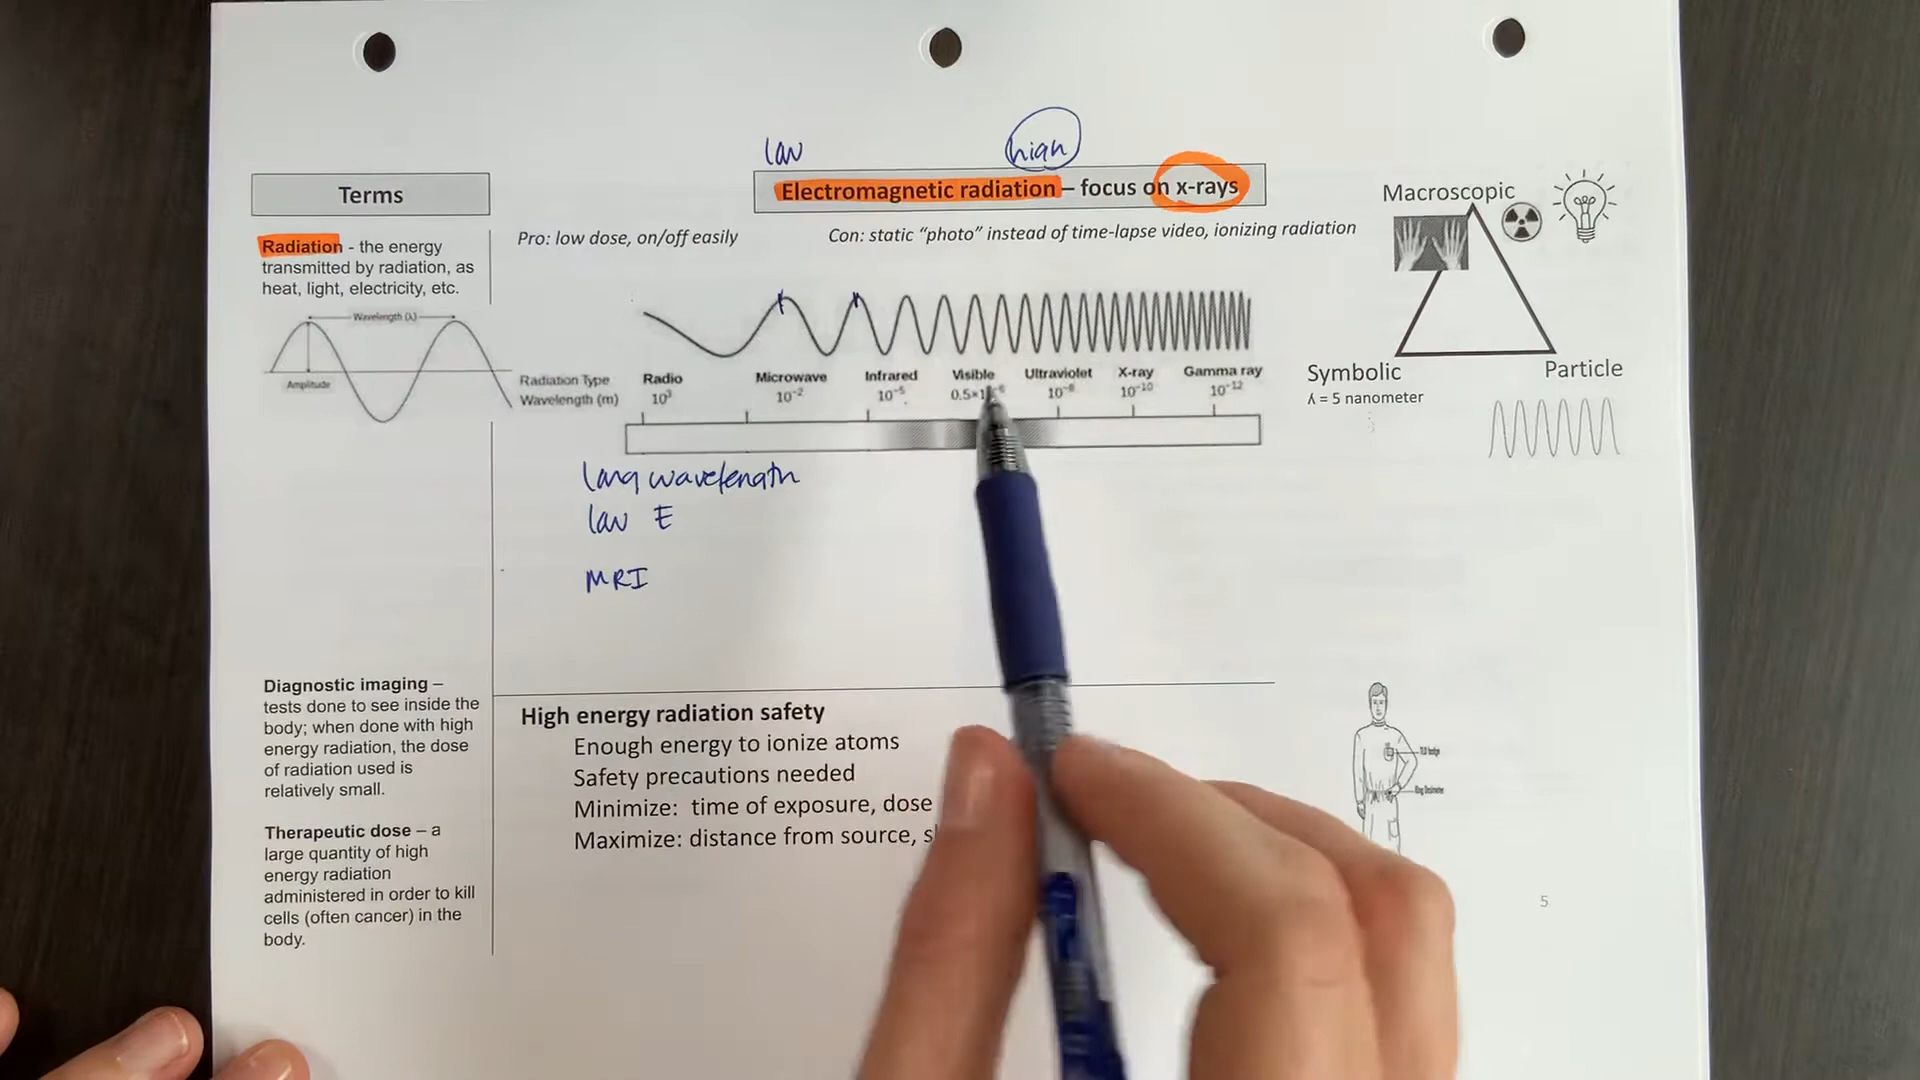 low
high
Terms
Electromagnetic radiation – focus on x-rays
Macroscopic
Radiation - the energy
transmitted by radiation, as
heat, light, electricity, etc.
Pro: low dose, on/off easily
Con: static “photo” instead of time-lapse video, ionizing radiation
Wavelength (λ)
Amplitude
Radiation Type Radio Microwave Infrared Visible Ultraviolet X-ray Gamma ray
Wavelength (m) 10³ 10⁻² 10⁻⁵ 10⁻⁸ 10⁻¹⁰ 10⁻¹²
Symbolic
Particle
ʎ = 5 nanometer
long wavelength
low E
MRI
Diagnostic imaging –
tests done to see inside the
body; when done with high
energy radiation, the dose
of radiation used is
relatively small.
Therapeutic dose – a
large quantity of high
energy radiation
administered in order to kill
cells (often cancer) in the
body.
High energy radiation safety
Enough energy to ionize atoms
Safety precautions needed
Minimize: time of exposure, dose
Maximize: distance from source,
TLD badge
Ring Dosimeter
5